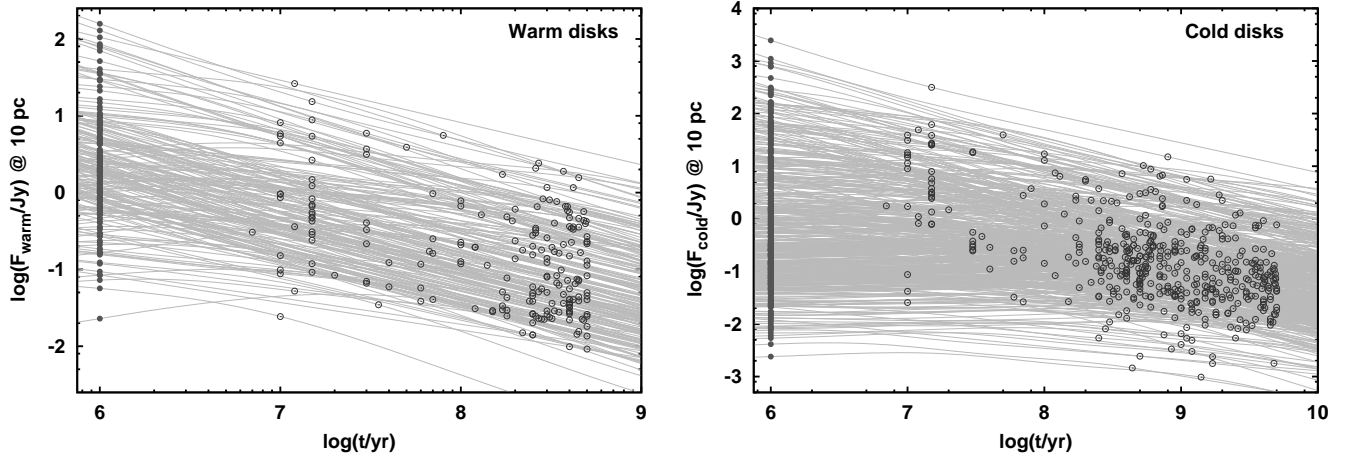 Warm disks
log(F_warm/Jy) @ 10 pc
2
1
0
-1
-2
6 7 8 9
log(t/yr)
Cold disks
log(F_cold/Jy) @ 10 pc
4
3
2
1
0
-1
-2
-3
6 7 8 9 10
log(t/yr)